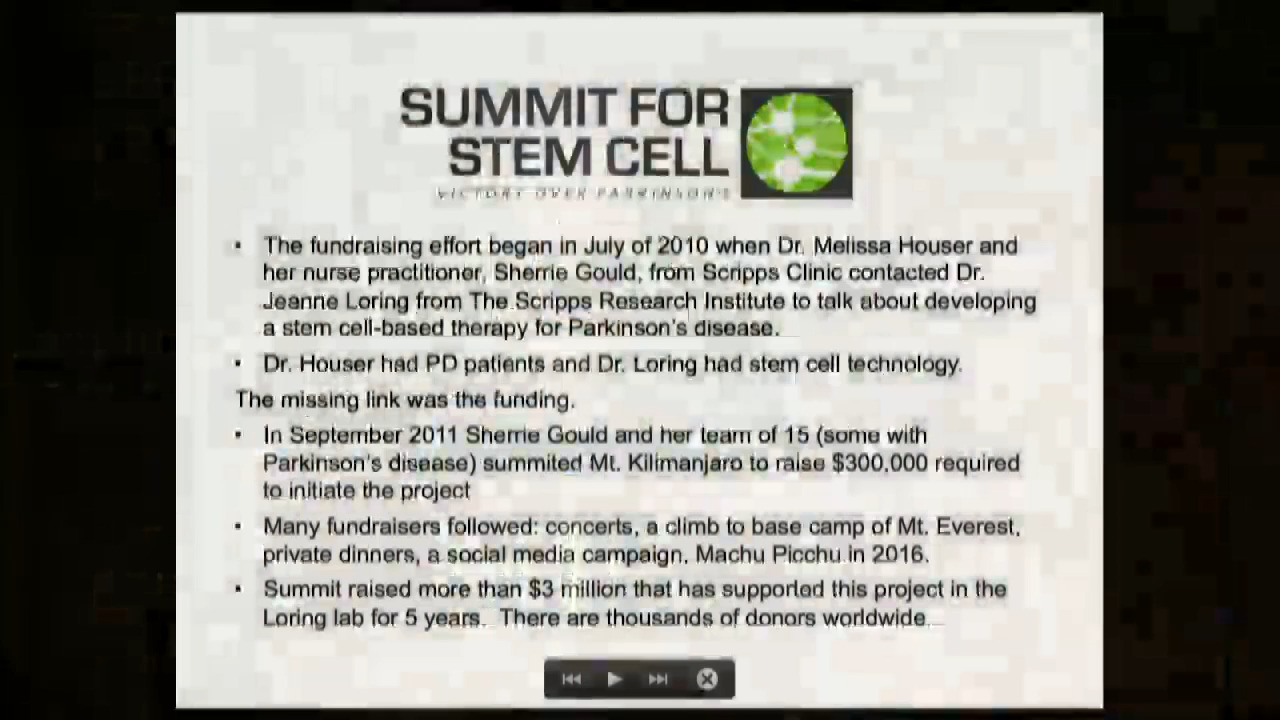 SUMMIT FOR
STEM CELL
VICTORY OVER PARKINSON'S
• The fundraising effort began in July of 2010 when Dr. Melissa Houser and
her nurse practitioner, Sherrie Gould, from Scripps Clinic contacted Dr.
Jeanne Loring from The Scripps Research Institute to talk about developing
a stem cell-based therapy for Parkinson's disease.
• Dr. Houser had PD patients and Dr. Loring had stem cell technology.
The missing link was the funding.
• In September 2011 Sherrie Gould and her team of 15 (some with
Parkinson's disease) summited Mt. Kilimanjaro to raise $300,000 required
to initiate the project
• Many fundraisers followed: concerts, a climb to base camp of Mt. Everest,
private dinners, a social media campaign, Machu Picchu in 2016.
• Summit raised more than $3 million that has supported this project in the
Loring lab for 5 years. There are thousands of donors worldwide.